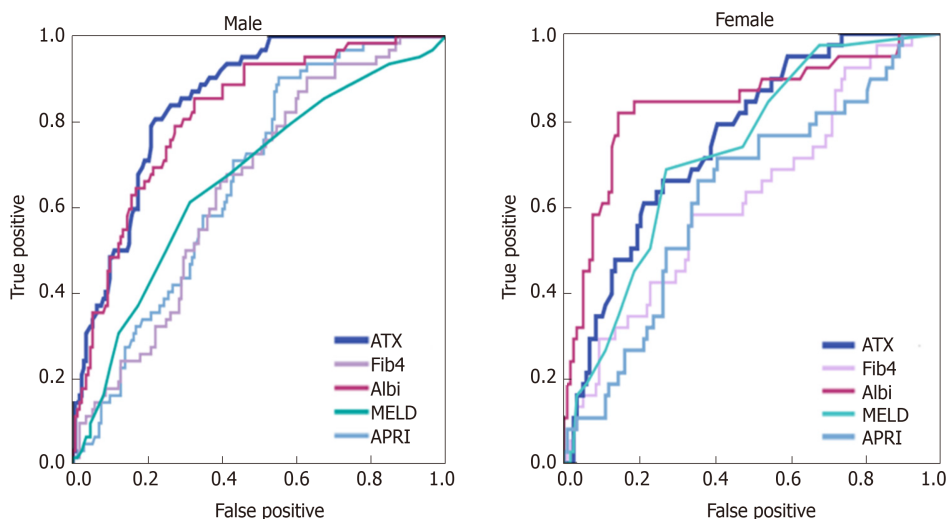 Male
True positive
1.0
0.8
0.6
0.4
0.2
0.0
0.0 0.2 0.4 0.6 0.8 1.0
False positive
ATX
Fib4
Albi
MELD
APRI
Female
True positive
1.0
0.8
0.6
0.4
0.2
0.0
0.0 0.2 0.4 0.6 0.8 1.0
False positive
ATX
Fib4
Albi
MELD
APRI